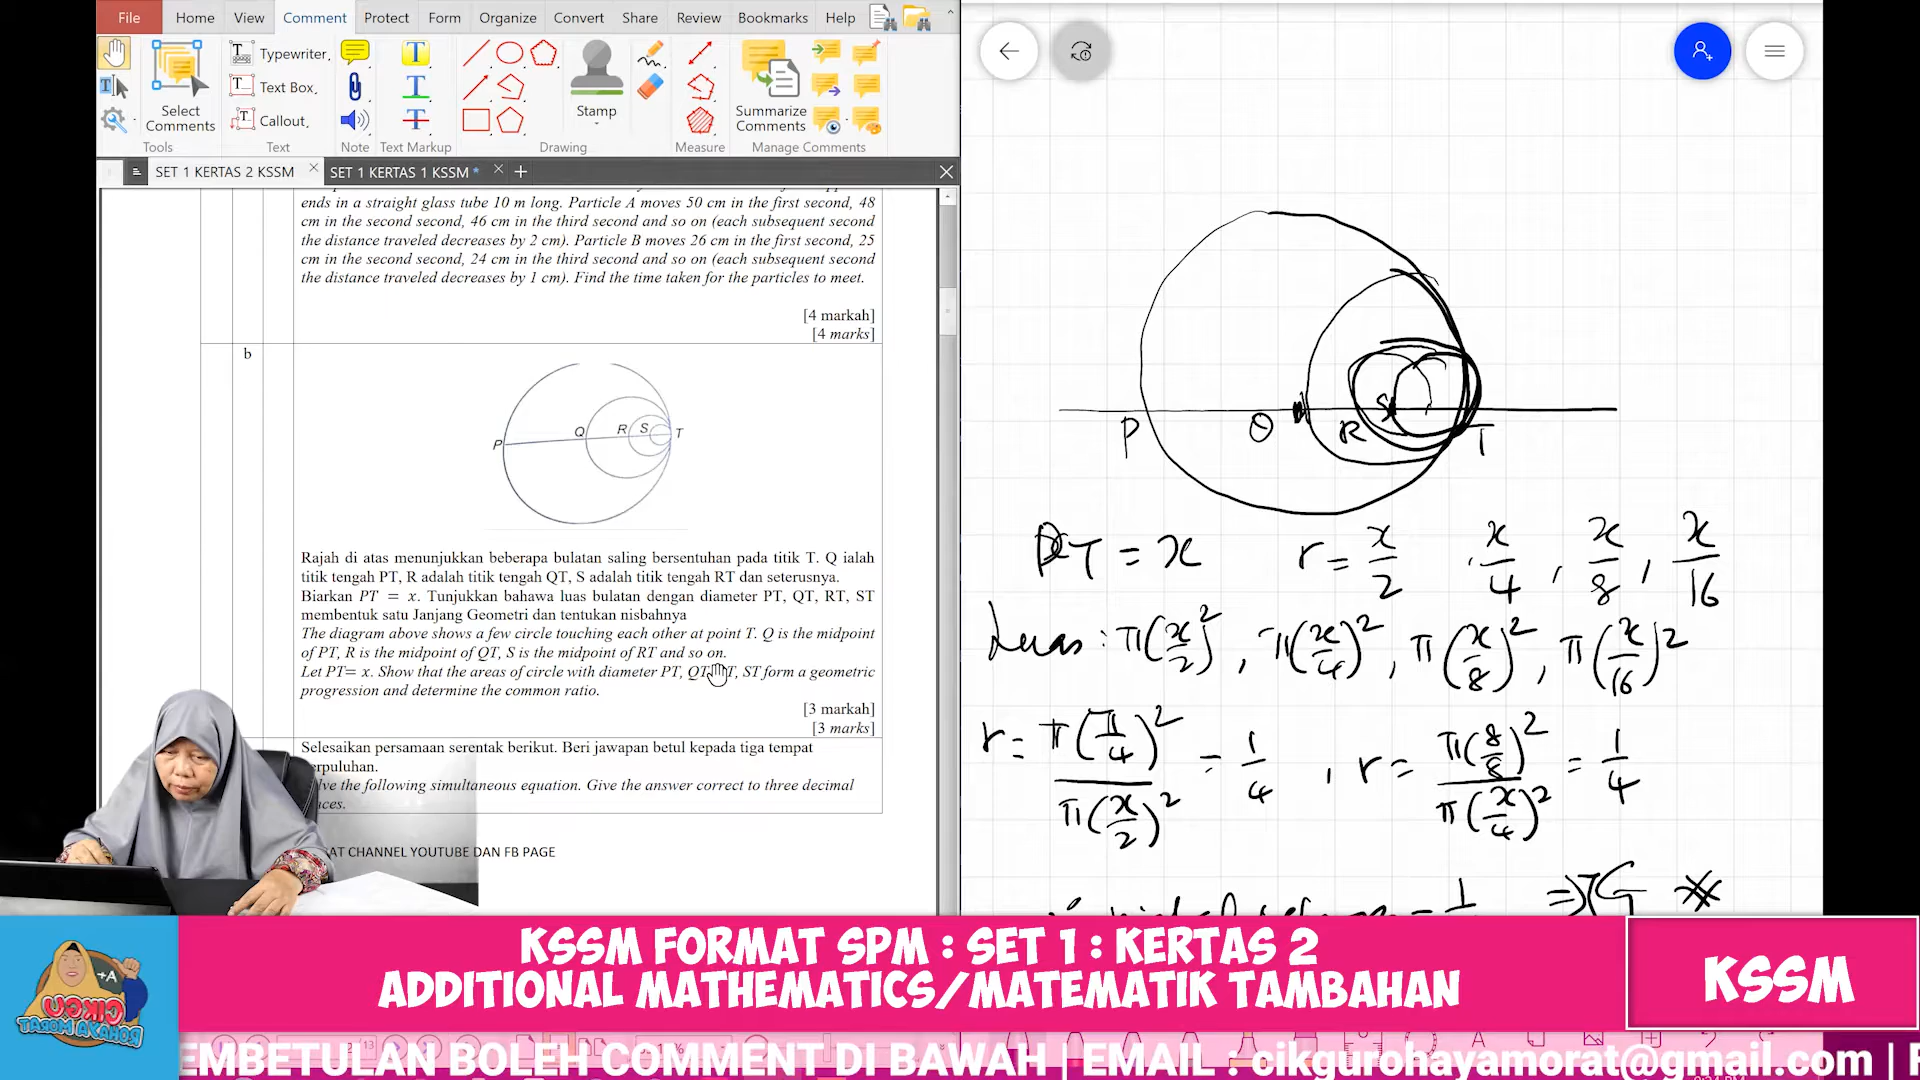 File Home View Comment Protect Form Organize Convert Share Review Bookmarks Help
Typewriter
Text Box
Callout
Select Comments
Stamp
Summarize Comments
Tools Text Note Text Markup Drawing Measure Manage Comments
SET 1 KERTAS 2 KSSM SET 1 KERTAS 1 KSSM *
ends in a straight glass tube 10 m long. Particle A moves 50 cm in the first second, 48
cm in the second second, 46 cm in the third second and so on (each subsequent second
the distance traveled decreases by 2 cm). Particle B moves 26 cm in the first second, 25
cm in the second second, 24 cm in the third second and so on (each subsequent second
the distance traveled decreases by 1 cm). Find the time taken for the particles to meet.
[4 markah]
[4 marks]
b
P Q R S T
Rajah di atas menunjukkan beberapa bulatan saling bersentuhan pada titik T. Q ialah
titik tengah PT, R adalah titik tengah QT, S adalah titik tengah RT dan seterusnya.
Biarkan PT = x. Tunjukkan bahawa luas bulatan dengan diameter PT, QT, RT, ST
membentuk satu Janjang Geometri dan tentukan nisbahnya
The diagram above shows a few circle touching each other at point T. Q is the midpoint
of PT, R is the midpoint of QT, S is the midpoint of RT and so on.
Let PT= x. Show that the areas of circle with diameter PT, QT, T, ST form a geometric
progression and determine the common ratio.
[3 markah]
[3 marks]
Selesaikan persamaan serentak berikut. Beri jawapan betul kepada tiga tempat
erpuluhan.
lve the following simultaneous equation. Give the answer correct to three decimal
aces.
AT CHANNEL YOUTUBE DAN FB PAGE
P Q R S T
PT = x r = x/2 , x/4 , x/8 , x/16
Luas : π(x/2)² , π(x/4)² , π(x/8)² , π(x/16)²
r = π(π/4)² / π(x/2)² = 1/4 , r = π(8/8)² / π(x/4)² = 1/4
= 1 ⇒ JG
KSSM FORMAT SPM : SET 1 : KERTAS 2
ADDITIONAL MATHEMATICS/MATEMATIK TAMBAHAN
KSSM
+A
CIKGU
ROHAYA MORAT
EMBETULAN BOLEH COMMENT DI BAWAH | EMAIL : cikgurohayamorat@gmail.com | F